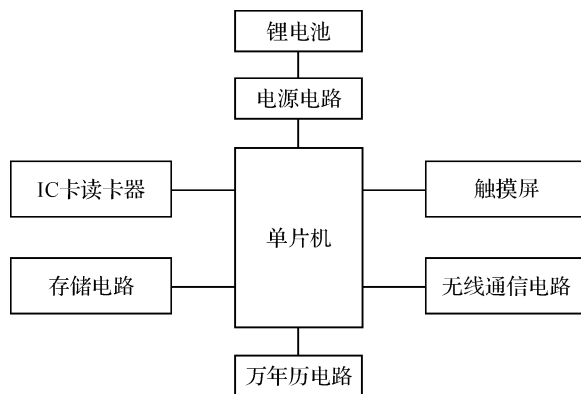 锂电池
电源电路
IC卡读卡器
触摸屏
单片机
存储电路
无线通信电路
万年历电路